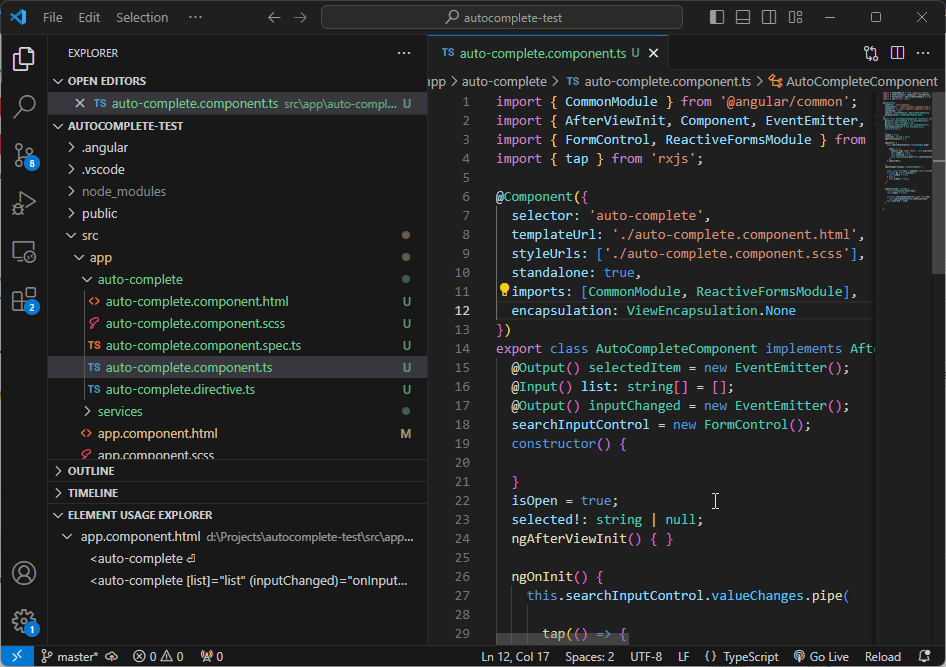 File Edit Selection ··· autocomplete-test
EXPLORER ···
OPEN EDITORS
TS auto-complete.component.ts src\app\auto-compl... U
AUTOCOMPLETE-TEST
.angular
.vscode
node_modules
public
src
app
auto-complete
auto-complete.component.html U
auto-complete.component.scss U
TS auto-complete.component.spec.ts U
TS auto-complete.component.ts U
TS auto-complete.directive.ts U
services
app.component.html M
app.component.scss
OUTLINE
TIMELINE
ELEMENT USAGE EXPLORER
app.component.html d:\Projects\autocomplete-test\src\app...
<auto-complete ⏎
<auto-complete [list]="list" (inputChanged)="onInput...
8
2
1
TS auto-complete.component.ts U
app > auto-complete > TS auto-complete.component.ts > AutoCompleteComponent
1 import { CommonModule } from '@angular/common';
2 import { AfterViewInit, Component, EventEmitter,
3 import { FormControl, ReactiveFormsModule } from
4 import { tap } from 'rxjs';
5
6 @Component({
7 selector: 'auto-complete',
8 templateUrl: './auto-complete.component.html',
9 styleUrls: ['./auto-complete.component.scss'],
10 standalone: true,
11 imports: [CommonModule, ReactiveFormsModule],
12 encapsulation: ViewEncapsulation.None
13 })
14 export class AutoCompleteComponent implements Aft
15 @Output() selectedItem = new EventEmitter();
16 @Input() list: string[] = [];
17 @Output() inputChanged = new EventEmitter();
18 searchInputControl = new FormControl();
19 constructor() {
20
21 }
22 isOpen = true;
23 selected!: string | null;
24 ngAfterViewInit() { }
25
26 ngOnInit() {
27 this.searchInputControl.valueChanges.pipe(
28
29 tap(() => {
master* 0 0 0 Ln 12, Col 17 Spaces: 2 UTF-8 LF {} TypeScript Go Live Reload